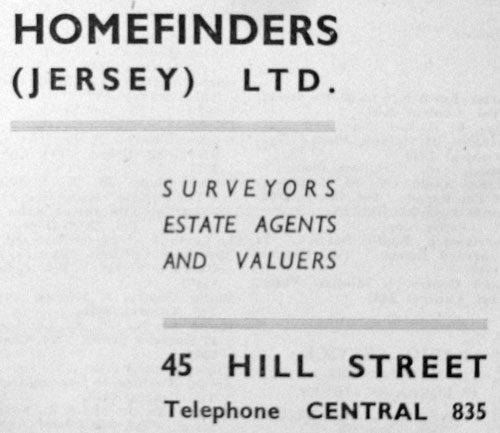 HOMEFINDERS
(JERSEY) LTD.
SURVEYORS
ESTATE AGENTS
AND VALUERS
45 HILL STREET
Telephone CENTRAL 835